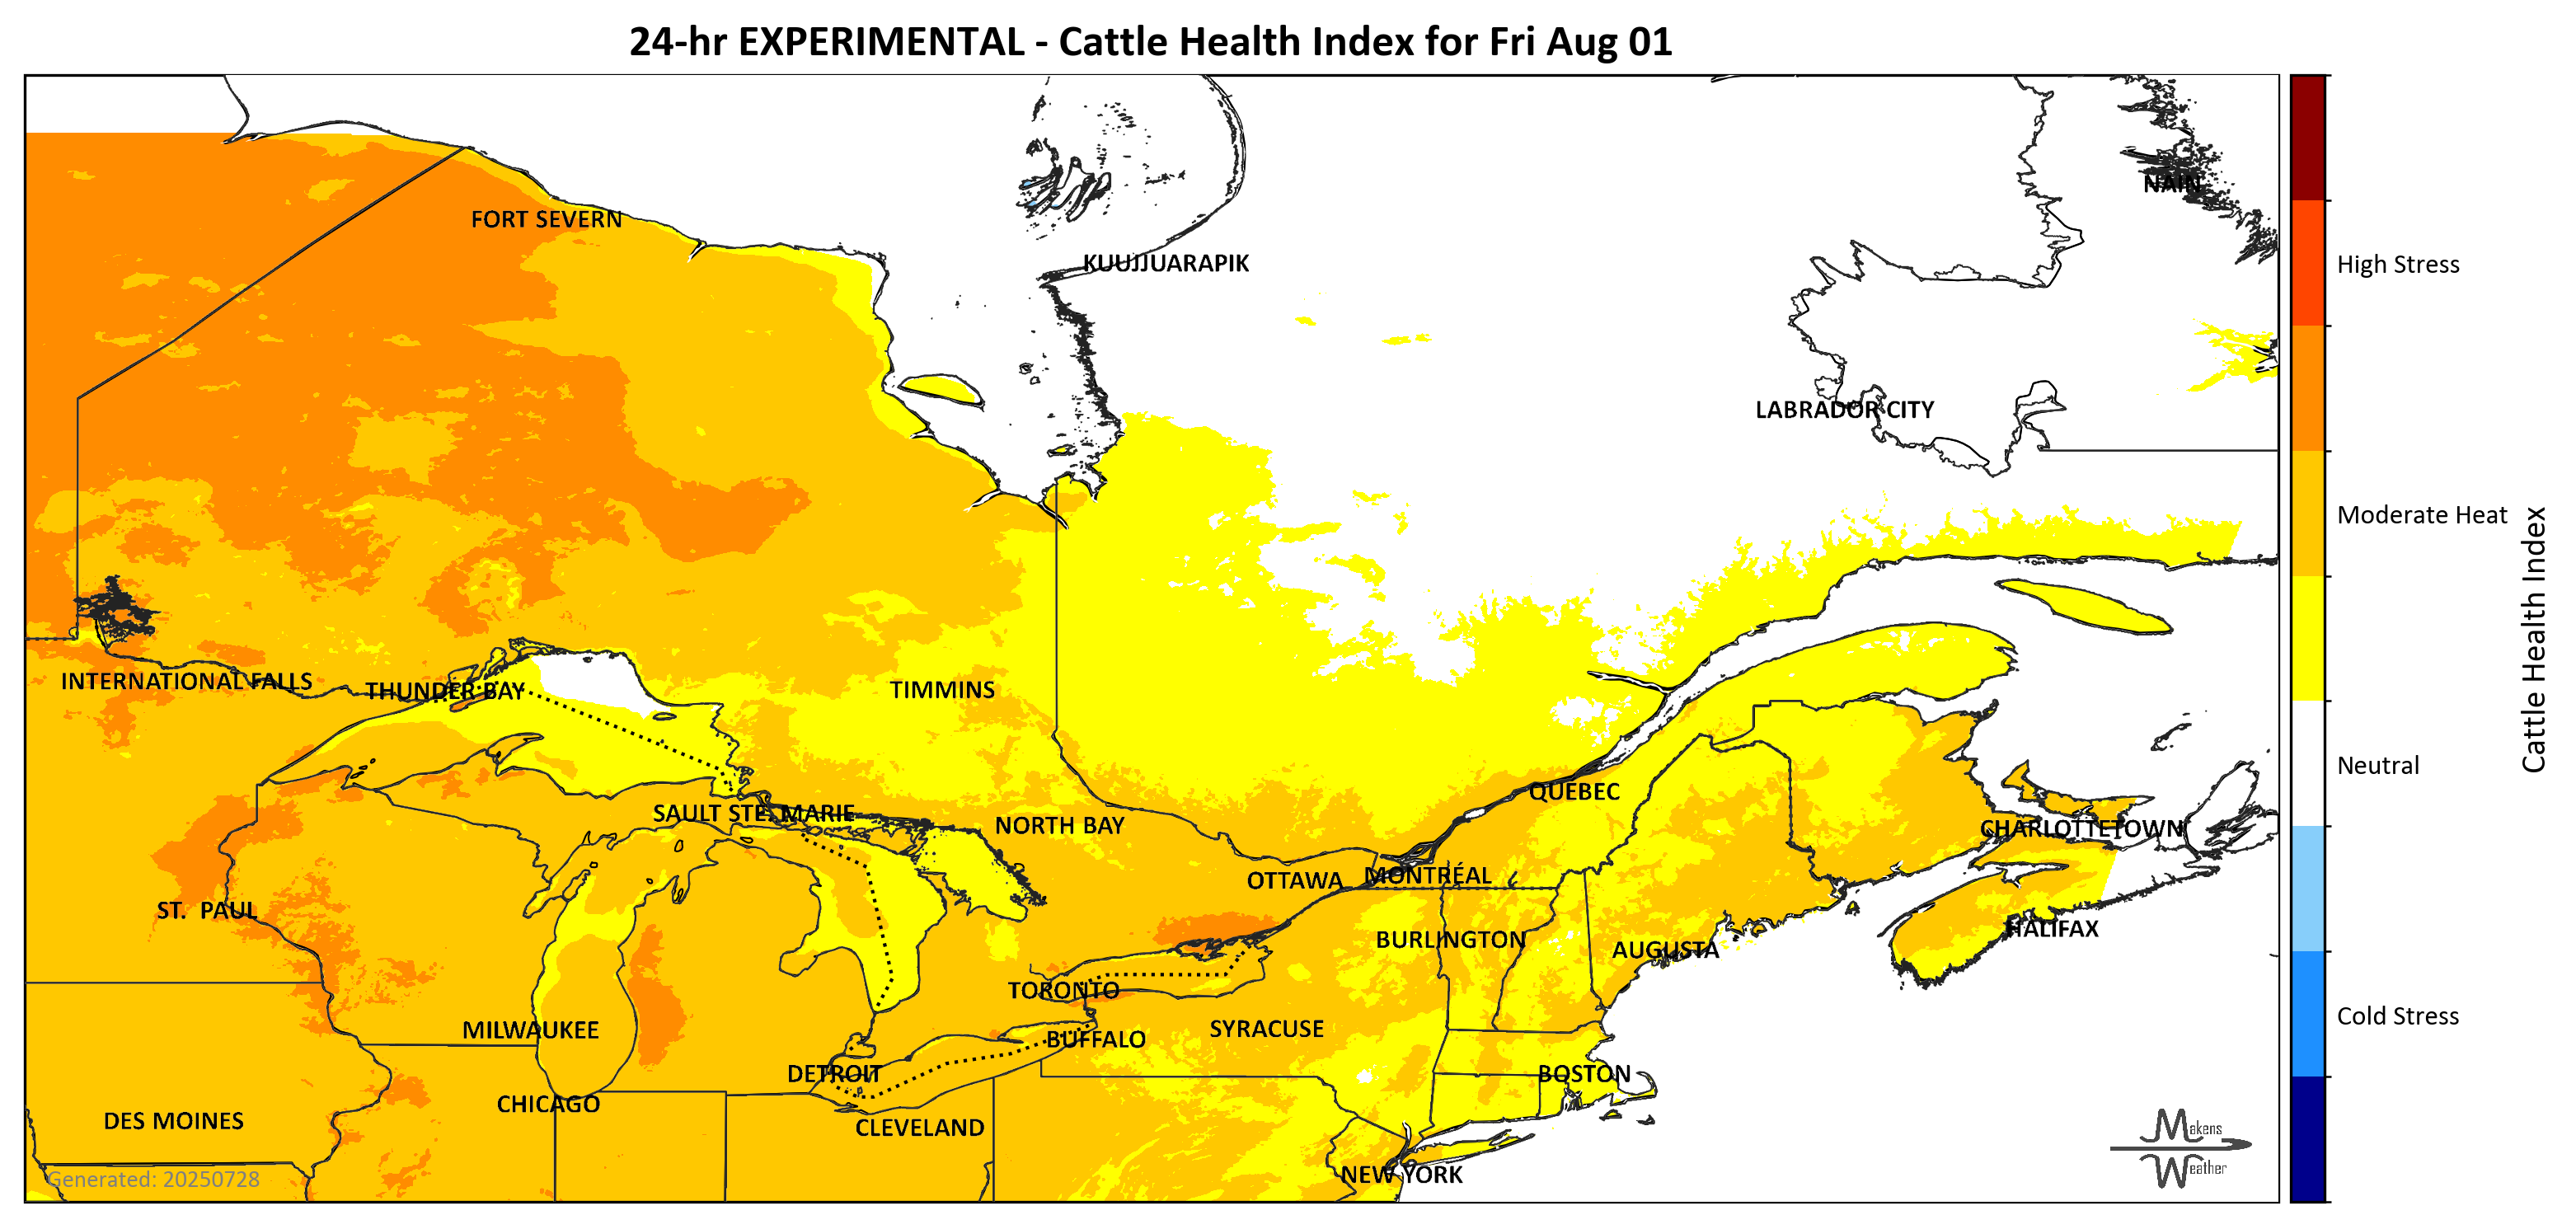 24-hr EXPERIMENTAL - Cattle Health Index for Fri Aug 01
NAIN
FORT SEVERN
KUUJJUARAPIK
High Stress
LABRADOR CITY
Moderate Heat
Cattle Health Index
INTERNATIONAL FALLS
THUNDER BAY
TIMMINS
Neutral
QUEBEC
SAULT STE. MARIE
NORTH BAY
CHARLOTTETOWN
OTTAWA
MONTRÉAL
ST. PAUL
HALIFAX
BURLINGTON
AUGUSTA
TORONTO
Cold Stress
MILWAUKEE
SYRACUSE
BUFFALO
DETROIT
BOSTON
CHICAGO
DES MOINES
CLEVELAND
Makens
Weather
NEW YORK
Generated: 20250728